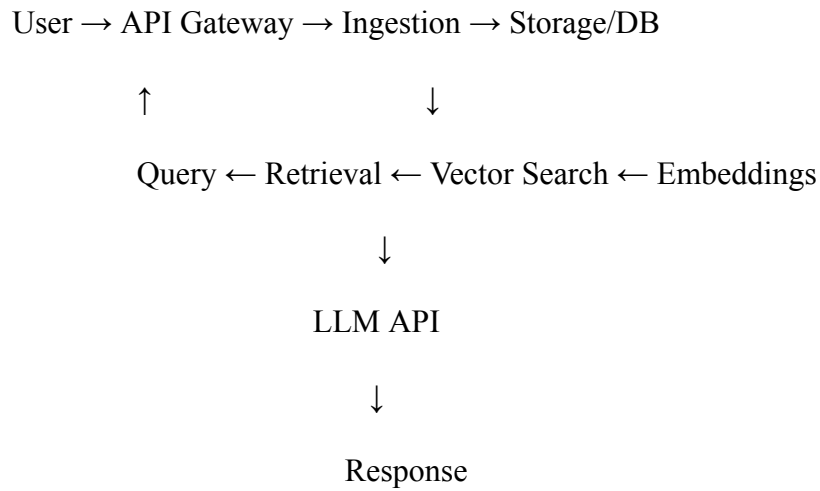 User → API Gateway → Ingestion → Storage/DB
↑ ↓
Query ← Retrieval ← Vector Search ← Embeddings
↓
LLM API
↓
Response